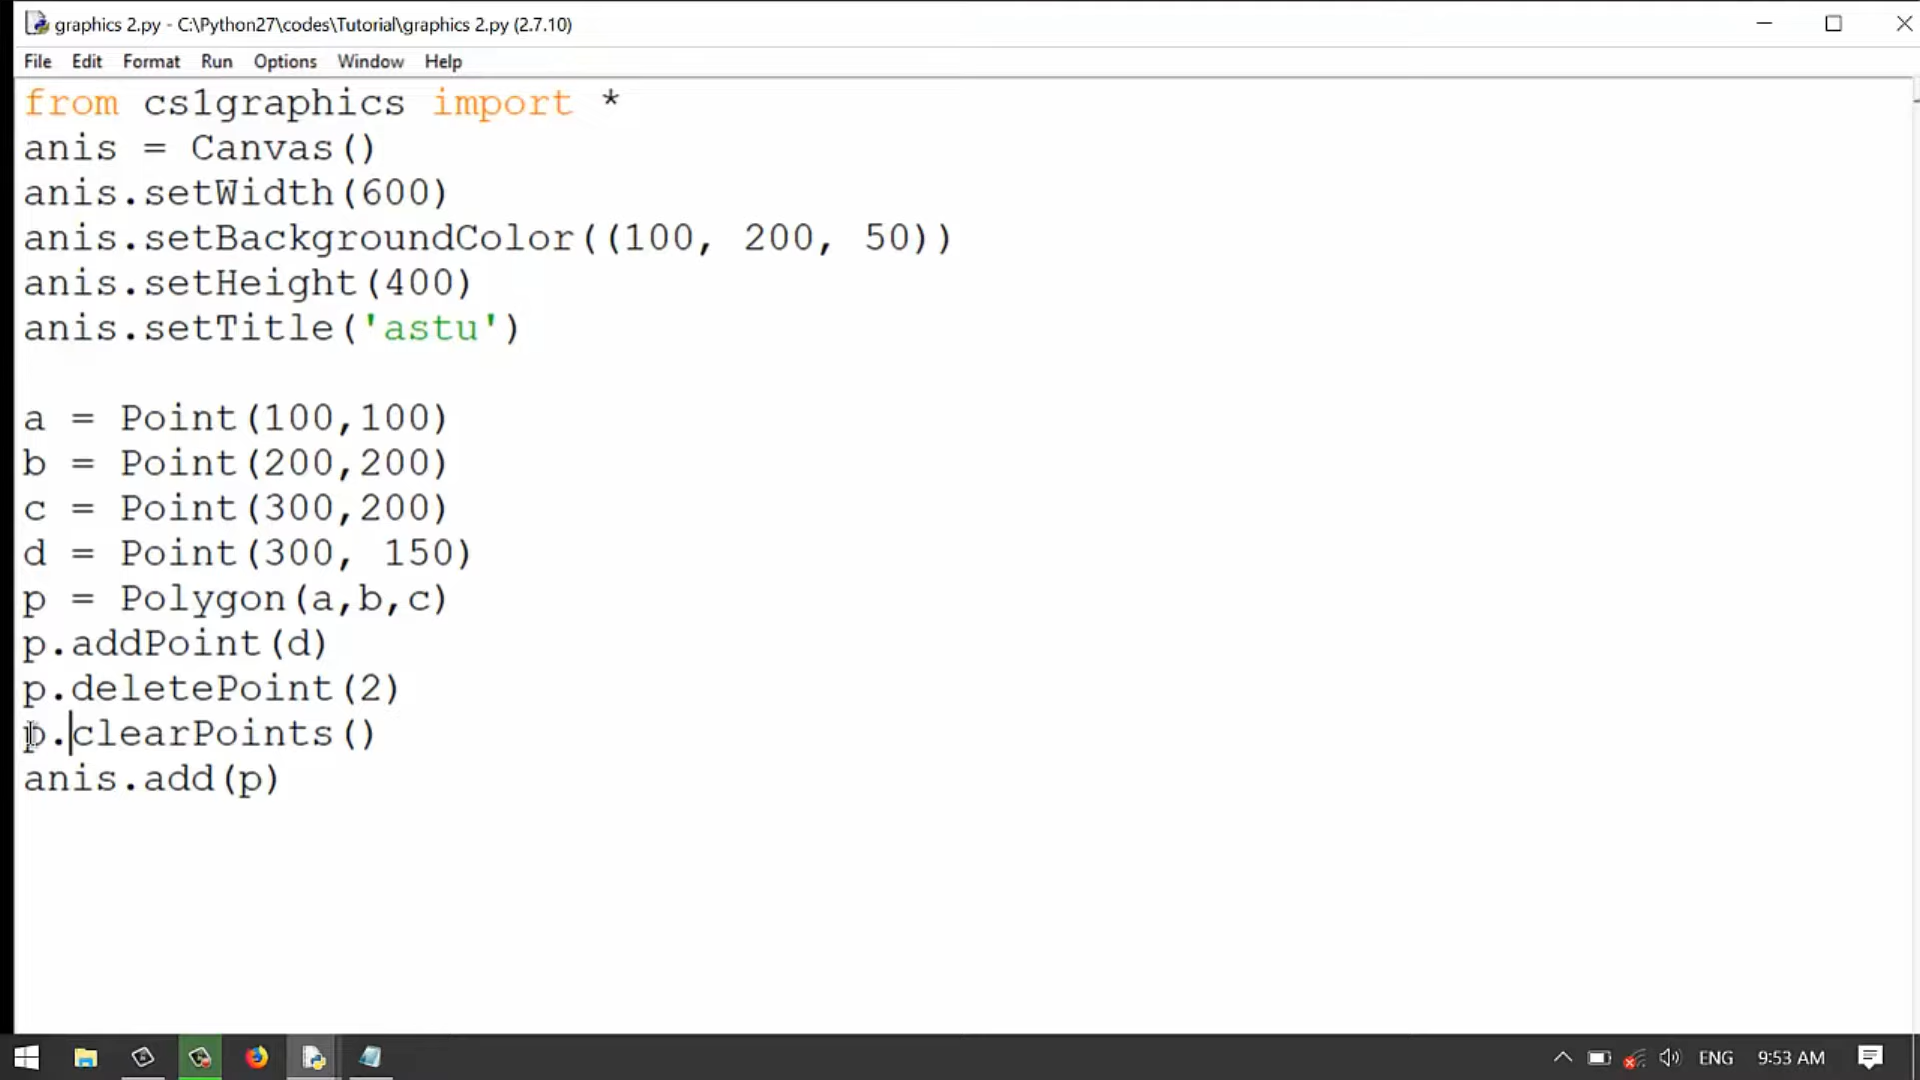 graphics 2.py - C:\Python27\codes\Tutorial\graphics 2.py (2.7.10)
File Edit Format Run Options Window Help
from cs1graphics import *
anis = Canvas()
anis.setWidth(600)
anis.setBackgroundColor((100, 200, 50))
anis.setHeight(400)
anis.setTitle('astu')
a = Point(100,100)
b = Point(200,200)
c = Point(300,200)
d = Point(300, 150)
p = Polygon(a,b,c)
p.addPoint(d)
p.deletePoint(2)
p.clearPoints()
anis.add(p)
ENG 9:53 AM